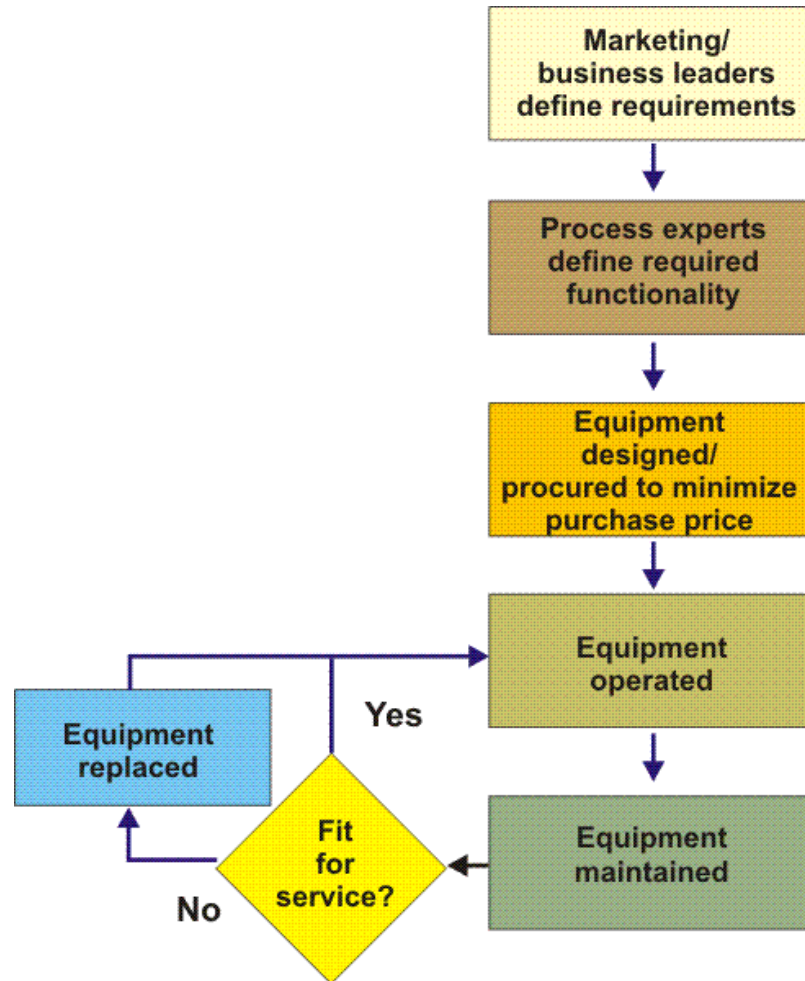 Marketing/
business leaders
define requirements
Process experts
define required
functionality
Equipment
designed/
procured to minimize
purchase price
Equipment
operated
Yes
Equipment
replaced
Fit
for
service?
No
Equipment
maintained